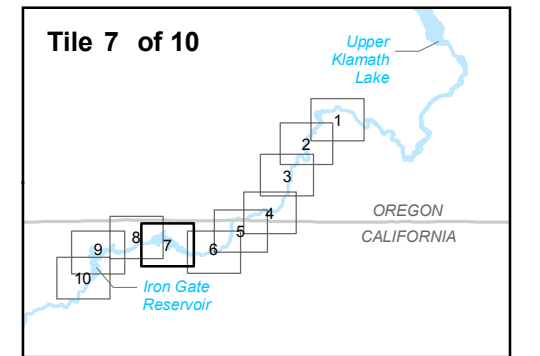 Tile 7 of 10
Upper
Klamath
Lake
1
2
3
4
OREGON
5
CALIFORNIA
6
7
8
9
10
Iron Gate
Reservoir